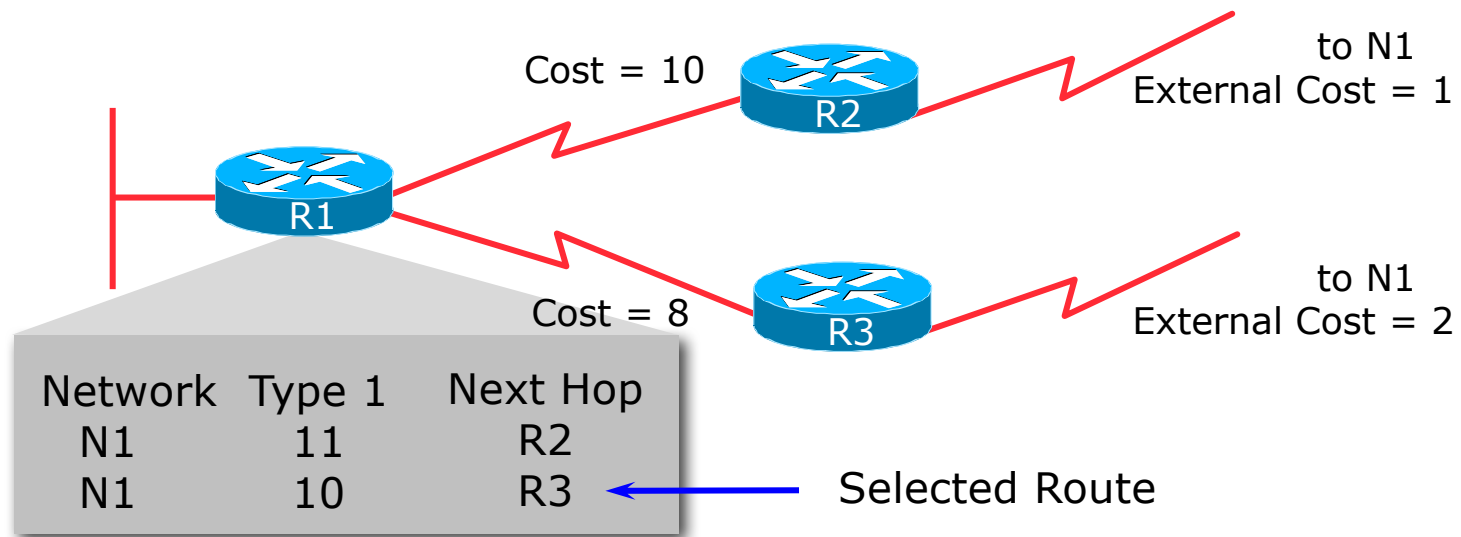 to N1
Cost = 10
External Cost = 1
R2
R1
to N1
Cost = 8
R3
External Cost = 2
Network Type 1 Next Hop
N1 11 R2
N1 10 R3
Selected Route